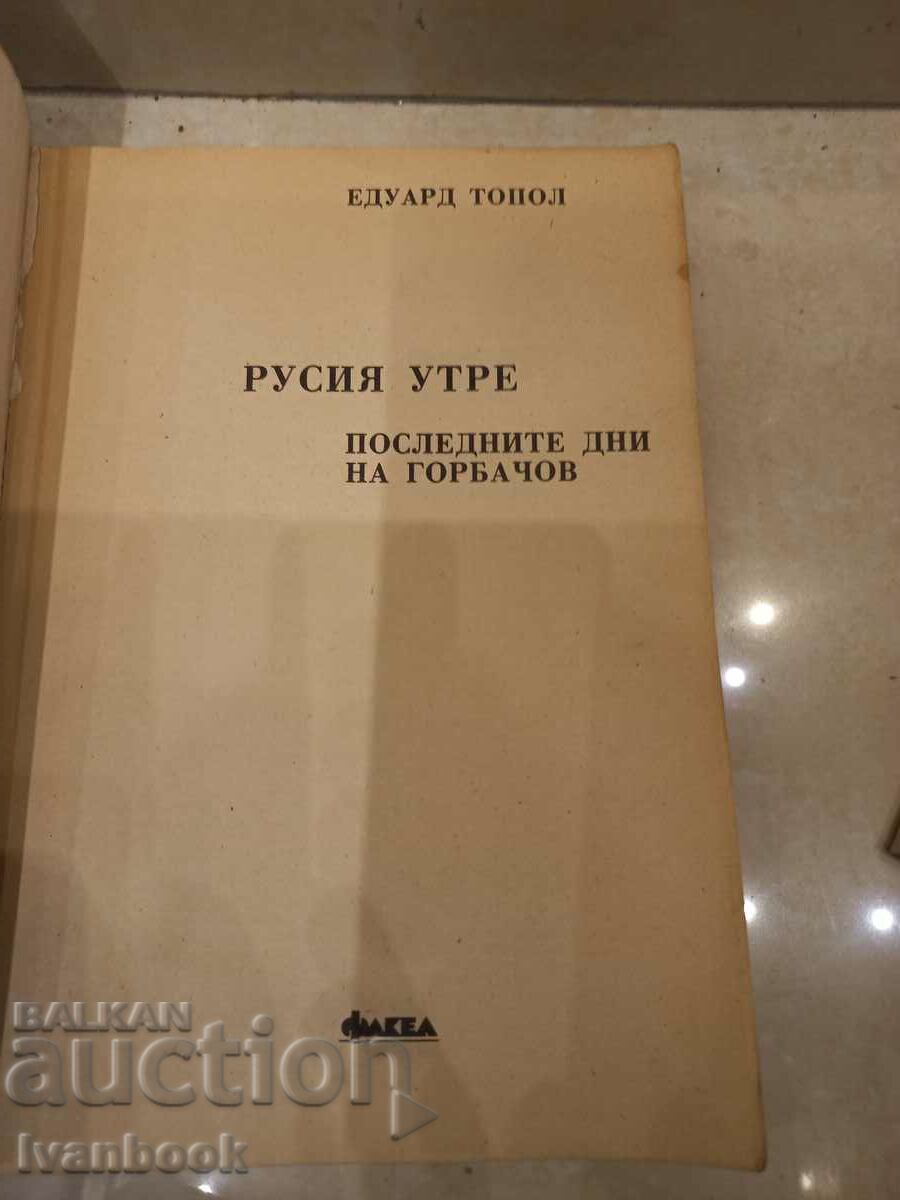 ЕДУАРД ТОПОЛ
РУСИЯ УТРЕ
ПОСЛЕДНИТЕ ДНИ
НА ГОРБАЧОВ
ФАКЕЛ
BALKAN
auction
Ivanbook